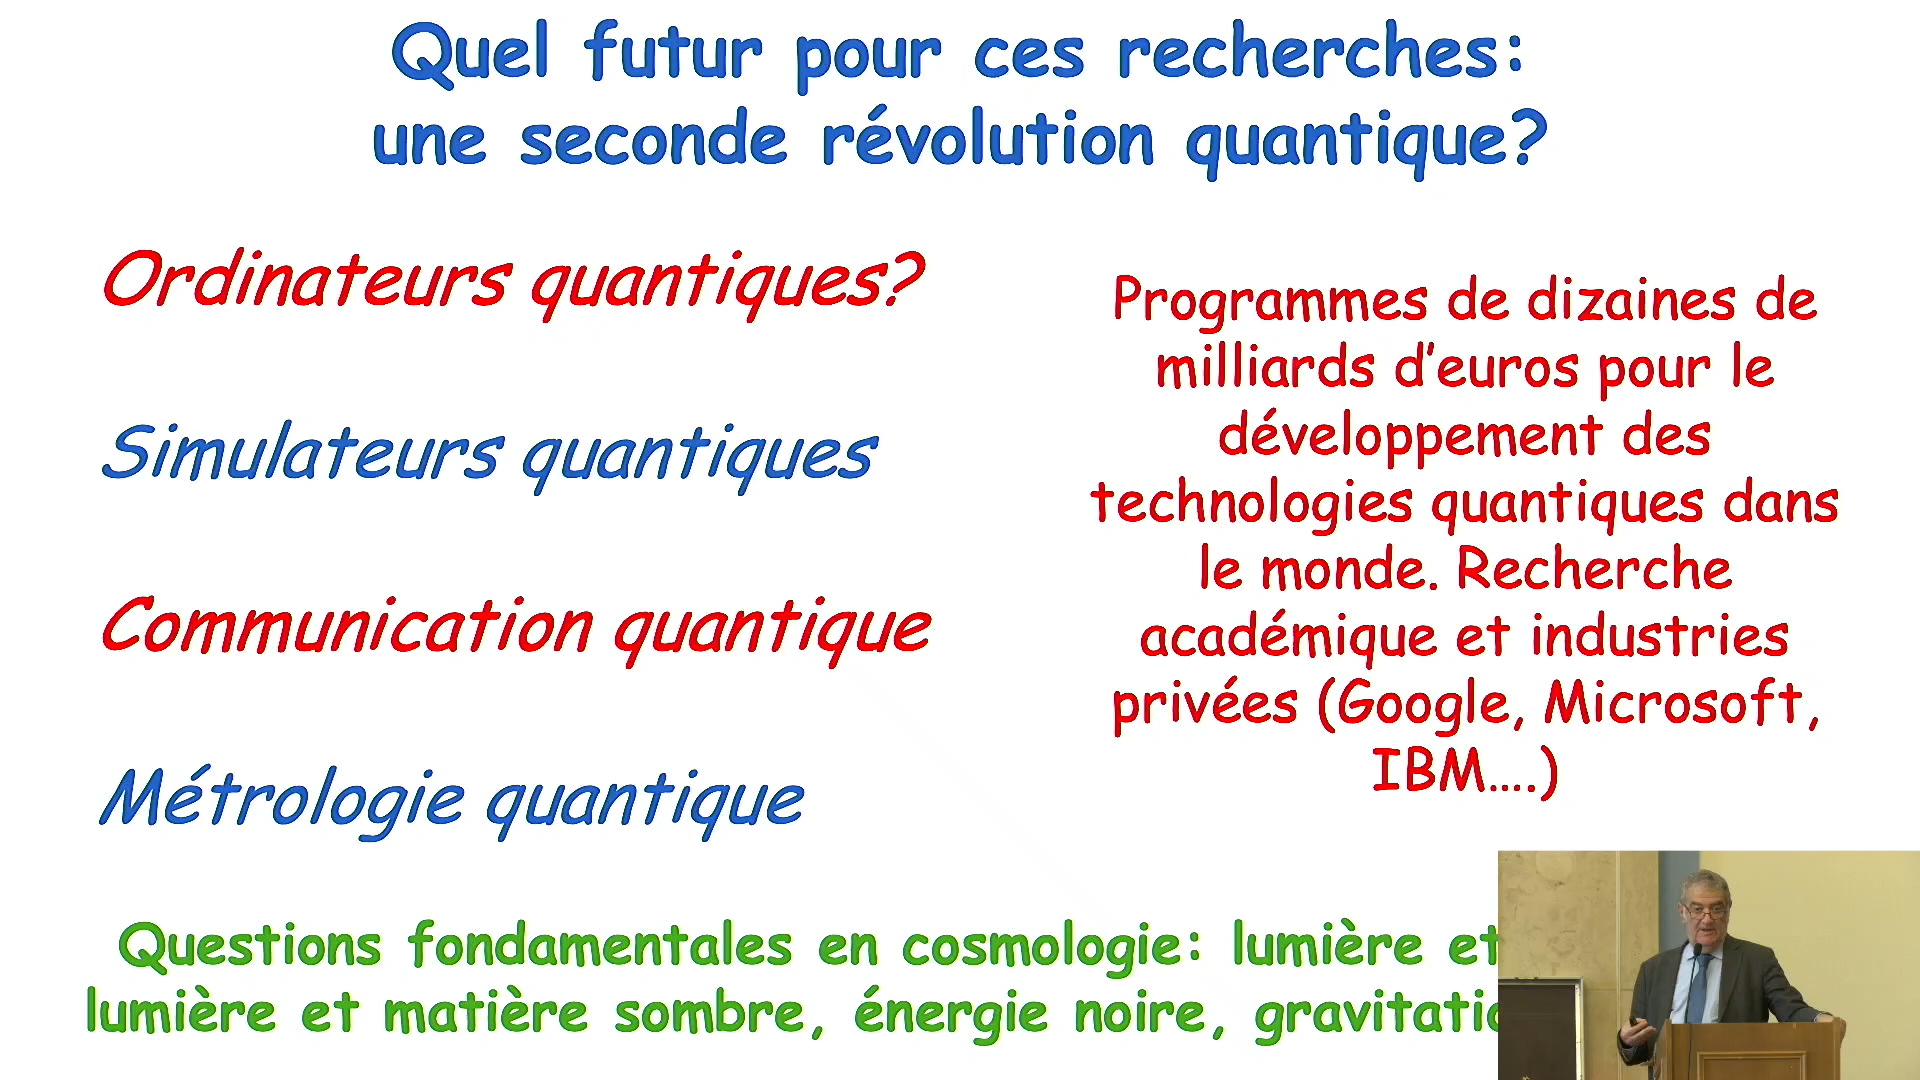 Quel futur pour ces recherches:
une seconde révolution quantique?
Ordinateurs quantiques?
Simulateurs quantiques
Communication quantique
Métrologie quantique
Programmes de dizaines de
milliards d’euros pour le
développement des
technologies quantiques dans
le monde. Recherche
académique et industries
privées (Google, Microsoft,
IBM….)
Questions fondamentales en cosmologie: lumière et
lumière et matière sombre, énergie noire,